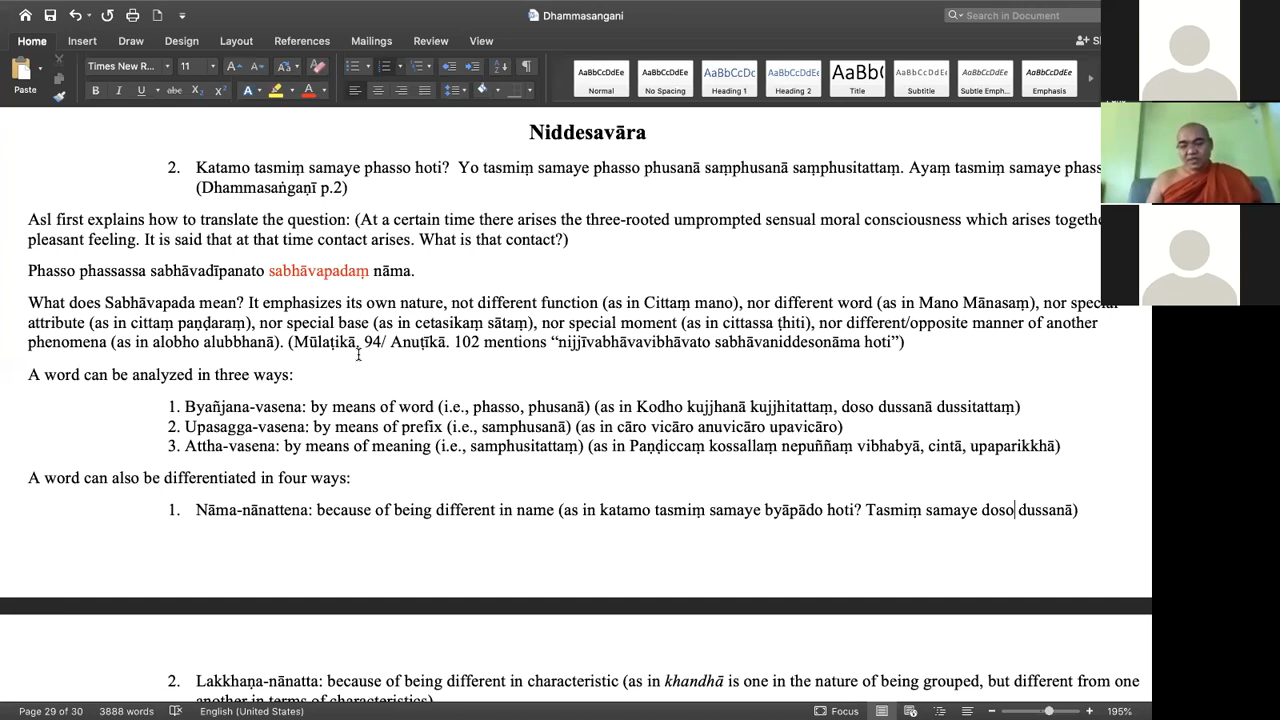 Dhammasangani
Search in Document
Home Insert Draw Design Layout References Mailings Review View
Paste
Times New R... 11
AaBbCcDdEe AaBbCcDdEe AaBbCcDc AaBbCcDdEe AaBb( AaBbCcDdEe AaBbCcDdEe AaBbCcDdEe
Normal No Spacing Heading 1 Heading 2 Title Subtitle Subtle Emph... Emphasis
Niddesavāra
2. Katamo tasmiṃ samaye phasso hoti? Yo tasmiṃ samaye phasso phusanā saṃphusanā saṃphusitattaṃ. Ayaṃ tasmiṃ samaye phass
(Dhammasaṅgaṇī p.2)
Asl first explains how to translate the question: (At a certain time there arises the three-rooted unprompted sensual moral consciousness which arises togethe
pleasant feeling. It is said that at that time contact arises. What is that contact?)
Phasso phassassa sabhāvadīpanato sabhāvapadaṃ nāma.
What does Sabhāvapada mean? It emphasizes its own nature, not different function (as in Cittaṃ mano), nor different word (as in Mano Mānasaṃ), nor special
attribute (as in cittaṃ paṇḍaraṃ), nor special base (as in cetasikaṃ sātaṃ), nor special moment (as in cittassa ṭhiti), nor different/opposite manner of another
phenomena (as in alobho alubbhanā). (Mūlaṭikā, 94/ Anuṭīkā. 102 mentions “nijjīvabhāvavibhāvato sabhāvaniddesonāma hoti”)
A word can be analyzed in three ways:
1. Byañjana-vasena: by means of word (i.e., phasso, phusanā) (as in Kodho kujjhanā kujjhitattaṃ, doso dussanā dussitattaṃ)
2. Upasagga-vasena: by means of prefix (i.e., samphusanā) (as in cāro vicāro anuvicāro upavicāro)
3. Attha-vasena: by means of meaning (i.e., samphusitattaṃ) (as in Paṇḍiccaṃ kossallaṃ nepuññaṃ vibhabyā, cintā, upaparikkhā)
A word can also be differentiated in four ways:
1. Nāma-nānattena: because of being different in name (as in katamo tasmiṃ samaye byāpādo hoti? Tasmiṃ samaye doso dussanā)
2. Lakkhaṇa-nānatta: because of being different in characteristic (as in khandhā is one in the nature of being grouped, but different from one
another in terms of characteristics)
Page 29 of 30 3888 words English (United States) Focus 195%